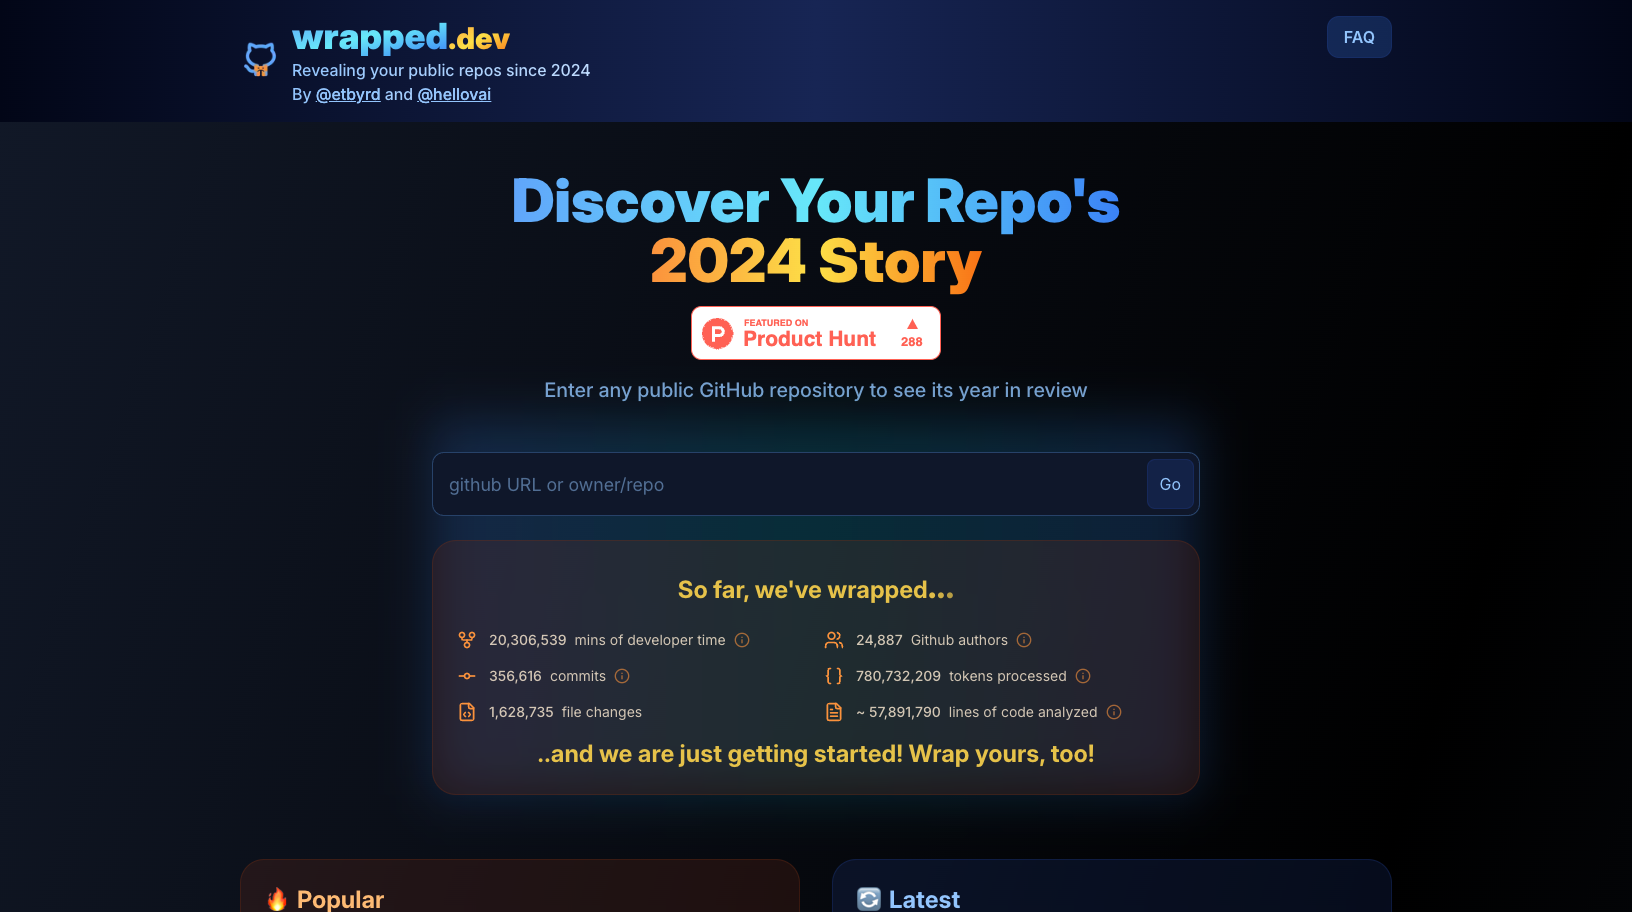 wrapped.dev
Revealing your public repos since 2024
By @etbyrd and @hellovai
FAQ
Discover Your Repo's
2024 Story
P
FEATURED ON
Product Hunt
▲
288
Enter any public GitHub repository to see its year in review
github URL or owner/repo
Go
So far, we've wrapped...
20,306,539 mins of developer time
24,887 Github authors
356,616 commits
780,732,209 tokens processed
1,628,735 file changes
~ 57,891,790 lines of code analyzed
..and we are just getting started! Wrap yours, too!
🔥 Popular
🔄 Latest